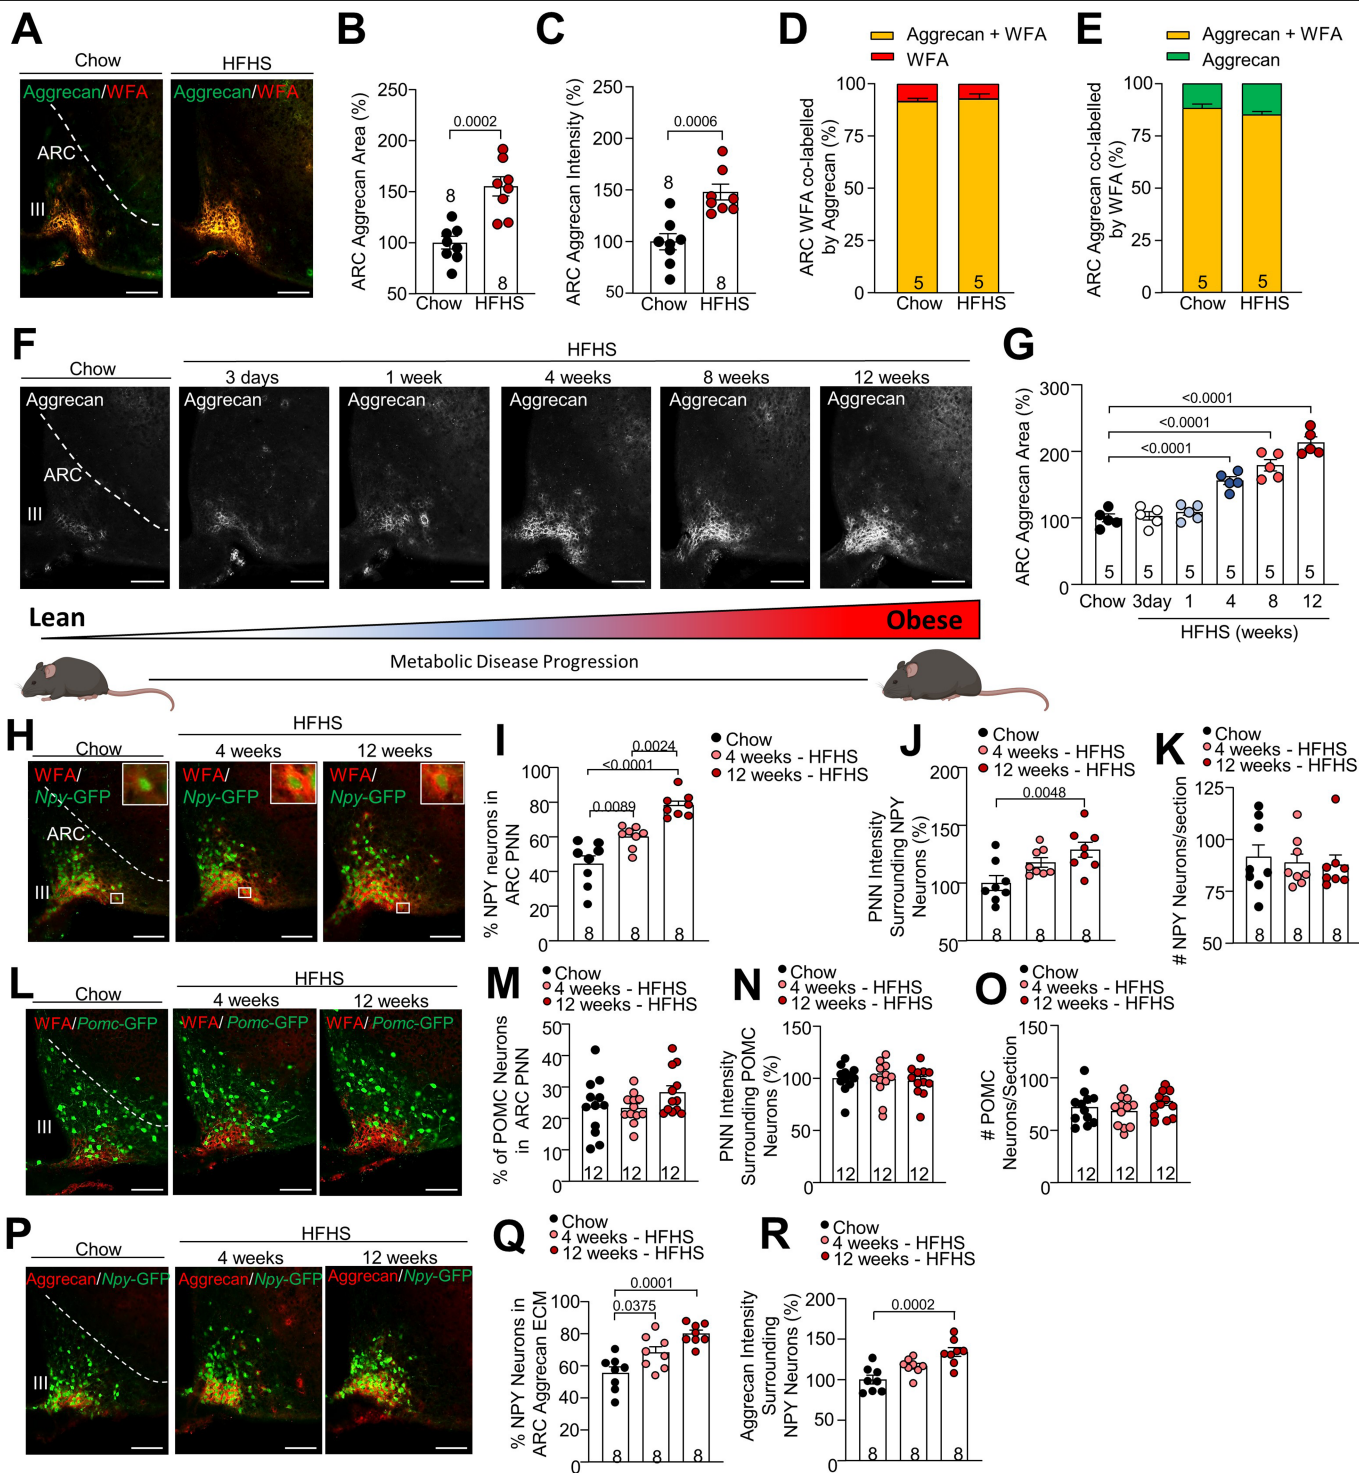 A
Chow
HFHS
Aggrecan/WFA
Aggrecan/WFA
ARC
III
B
ARC Aggrecan Area (%)
250
200
150
100
50
0.0002
8
8
Chow
HFHS
C
ARC Aggrecan Intensity (%)
250
200
150
100
50
0.0006
8
8
Chow
HFHS
D
Aggrecan + WFA
WFA
ARC WFA co-labelled
by Aggrecan (%)
100
75
50
25
0
5
5
Chow
HFHS
E
Aggrecan + WFA
Aggrecan
ARC Aggrecan co-labelled
by WFA (%)
100
75
50
25
0
5
5
Chow
HFHS
F
Chow
HFHS
3 days
1 week
4 weeks
8 weeks
12 weeks
Aggrecan
Aggrecan
Aggrecan
Aggrecan
Aggrecan
Aggrecan
ARC
III
G
ARC Aggrecan Area (%)
300
200
100
0
<0.0001
<0.0001
<0.0001
5
5
5
5
5
5
Chow
3day
1
4
8
12
HFHS (weeks)
Lean
Obese
Metabolic Disease Progression
H
Chow
HFHS
4 weeks
12 weeks
WFA/
Npy-GFP
WFA/
Npy-GFP
WFA/
Npy-GFP
ARC
III
I
Chow
4 weeks - HFHS
12 weeks - HFHS
% NPY neurons in
ARC PNN
100
80
60
40
20
0
0.0024
<0.0001
0.0089
8
8
8
J
Chow
4 weeks - HFHS
12 weeks - HFHS
PNN Intensity
Surrounding NPY
Neurons (%)
200
150
100
50
0.0048
8
8
8
K
Chow
4 weeks - HFHS
12 weeks - HFHS
# NPY Neurons/section
125
100
75
50
8
8
8
L
Chow
HFHS
4 weeks
12 weeks
WFA/Pomc-GFP
WFA/Pomc-GFP
WFA/Pomc-GFP
III
M
Chow
4 weeks - HFHS
12 weeks - HFHS
% of POMC Neurons
in ARC PNN
50
40
30
20
10
0
12
12
12
N
Chow
4 weeks - HFHS
12 weeks - HFHS
PNN Intensity
Surrounding POMC
Neurons (%)
150
100
50
0
12
12
12
O
Chow
4 weeks - HFHS
12 weeks - HFHS
# POMC
Neurons/Section
150
100
50
0
12
12
12
P
Chow
HFHS
4 weeks
12 weeks
Aggrecan/Npy-GFP
Aggrecan/Npy-GFP
Aggrecan/Npy-GFP
III
Q
Chow
4 weeks - HFHS
12 weeks - HFHS
% NPY Neurons in
ARC Aggrecan ECM
100
80
60
40
20
0
0.0001
0.0375
8
8
8
R
Chow
4 weeks - HFHS
12 weeks - HFHS
Aggrecan Intensity
Surrounding
NPY Neurons (%)
200
150
100
50
0
0.0002
8
8
8